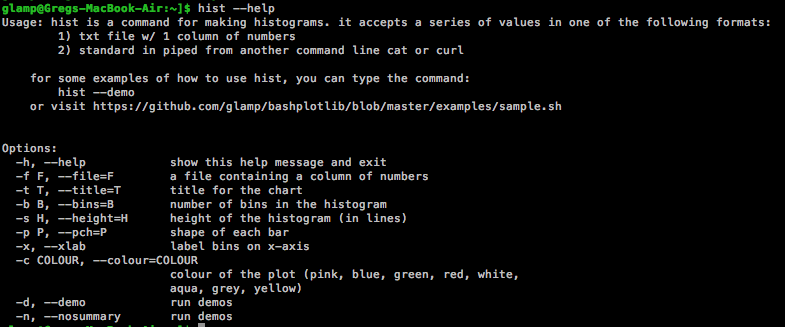 glamp@Gregs-MacBook-Air:~]$ hist --help
Usage: hist is a command for making histograms. it accepts a series of values in one of the following formats:
        1) txt file w/ 1 column of numbers
        2) standard in piped from another command line cat or curl

    for some examples of how to use hist, you can type the command:
        hist --demo
    or visit https://github.com/glamp/bashplotlib/blob/master/examples/sample.sh


Options:
  -h, --help            show this help message and exit
  -f F, --file=F        a file containing a column of numbers
  -t T, --title=T       title for the chart
  -b B, --bins=B        number of bins in the histogram
  -s H, --height=H      height of the histogram (in lines)
  -p P, --pch=P         shape of each bar
  -x, --xlab            label bins on x-axis
  -c COLOUR, --colour=COLOUR
                        colour of the plot (pink, blue, green, red, white,
                        aqua, grey, yellow)
  -d, --demo            run demos
  -n, --nosummary       run demos
glamp@Gregs-MacBook-Air:~]$